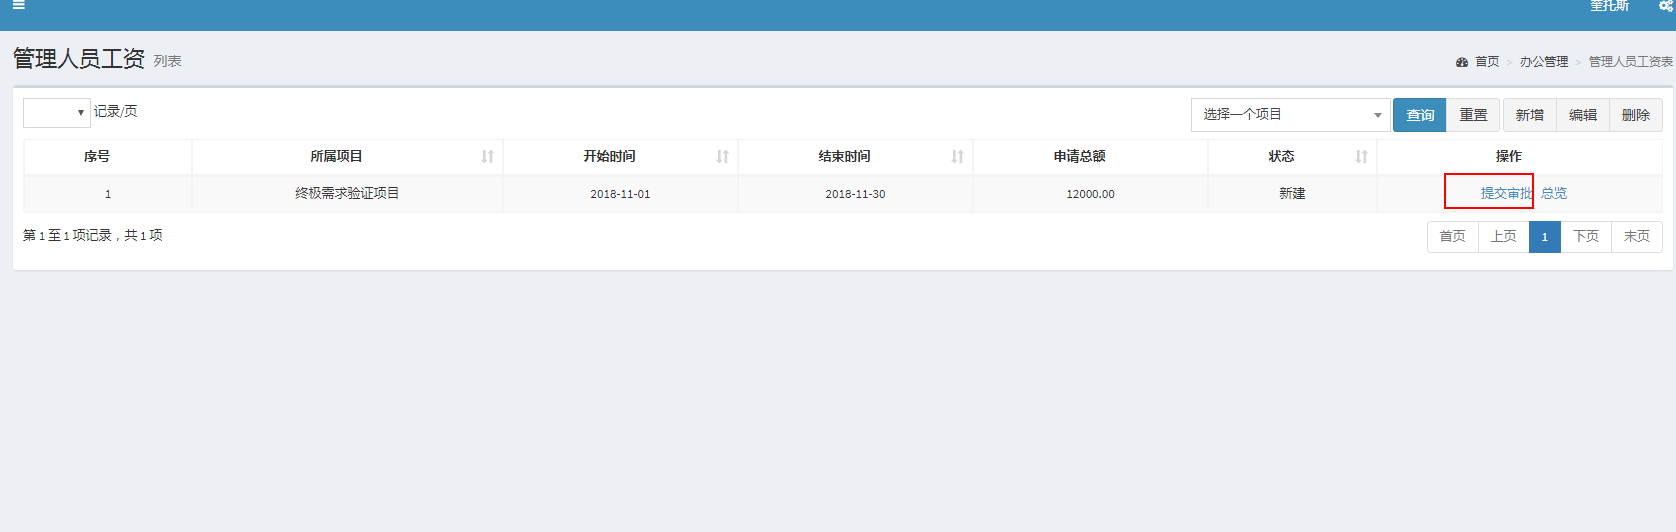 奎托斯
管理人员工资 列表
首页 > 办公管理 > 管理人员工资表
记录/页
选择一个项目 查询 重置 新增 编辑 删除
序号 所属项目 开始时间 结束时间 申请总额 状态 操作
1 终极需求验证项目 2018-11-01 2018-11-30 12000.00 新建 提交审批 总览
第 1 至 1 项记录，共 1 项
首页 上页 1 下页 末页